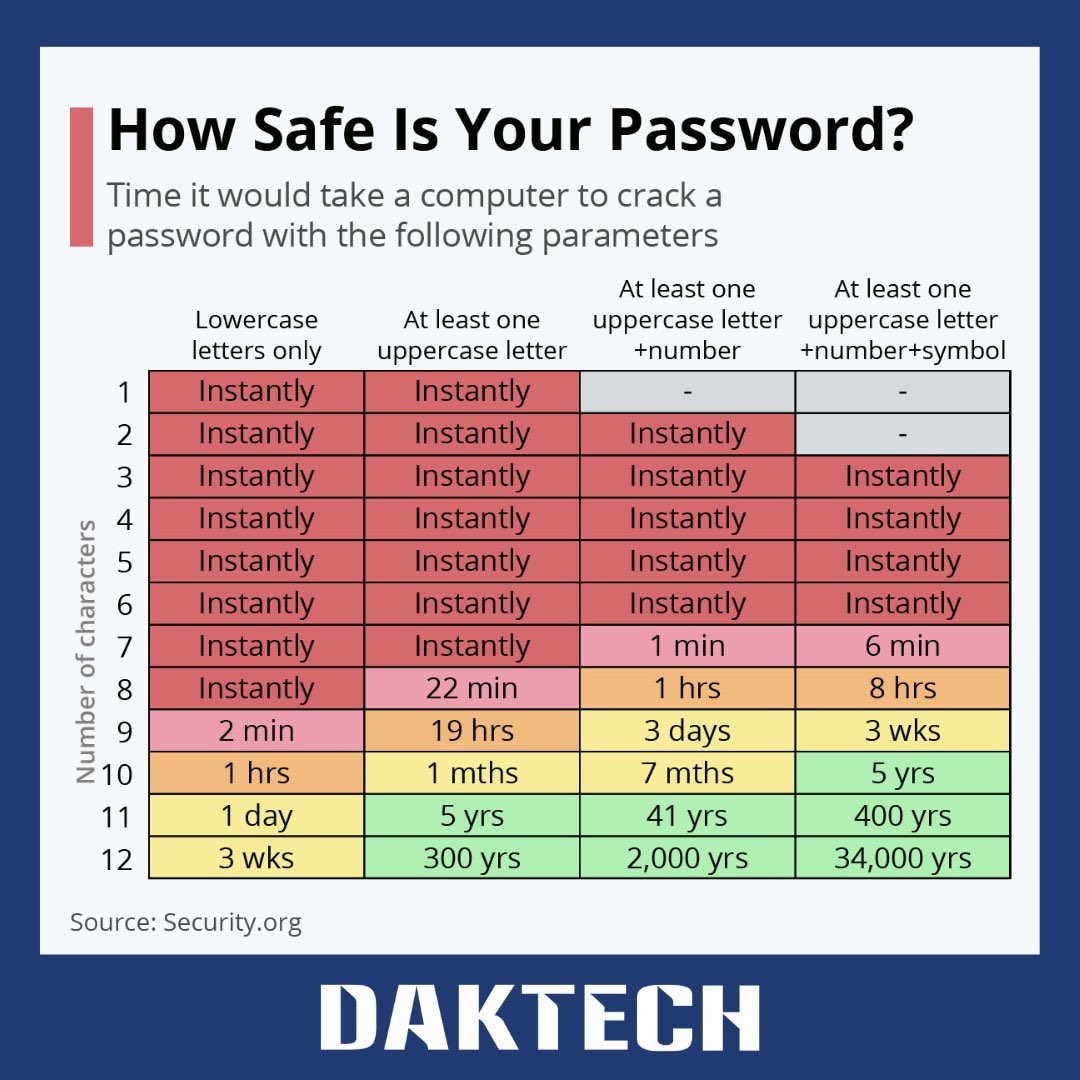 How Safe Is Your Password?
Time it would take a computer to crack a
password with the following parameters
Lowercase
letters only
At least one
uppercase letter
At least one
uppercase letter
+number
At least one
uppercase letter
+number+symbol
Number of characters
1 Instantly Instantly - -
2 Instantly Instantly Instantly -
3 Instantly Instantly Instantly Instantly
4 Instantly Instantly Instantly Instantly
5 Instantly Instantly Instantly Instantly
6 Instantly Instantly Instantly Instantly
7 Instantly Instantly 1 min 6 min
8 Instantly 22 min 1 hrs 8 hrs
9 2 min 19 hrs 3 days 3 wks
10 1 hrs 1 mths 7 mths 5 yrs
11 1 day 5 yrs 41 yrs 400 yrs
12 3 wks 300 yrs 2,000 yrs 34,000 yrs
Source: Security.org
DAKTECH